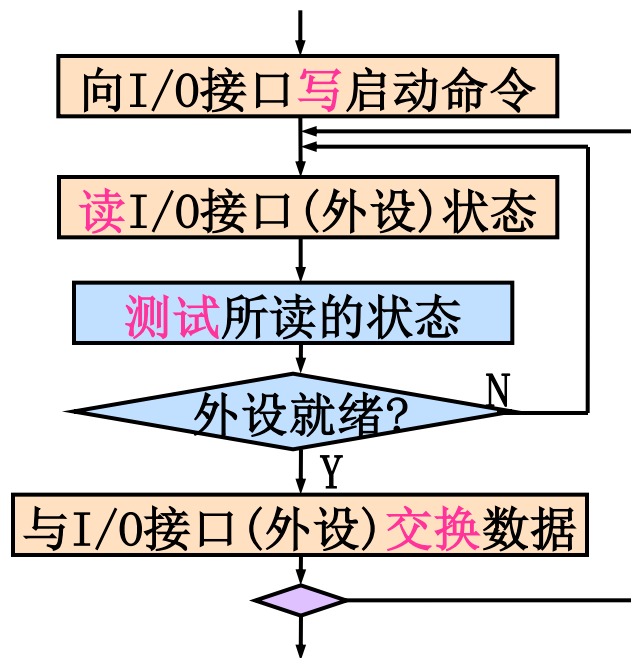 向I/O接口写启动命令
读I/O接口(外设)状态
测试所读的状态
外设就绪?
N
Y
与I/O接口(外设)交换数据